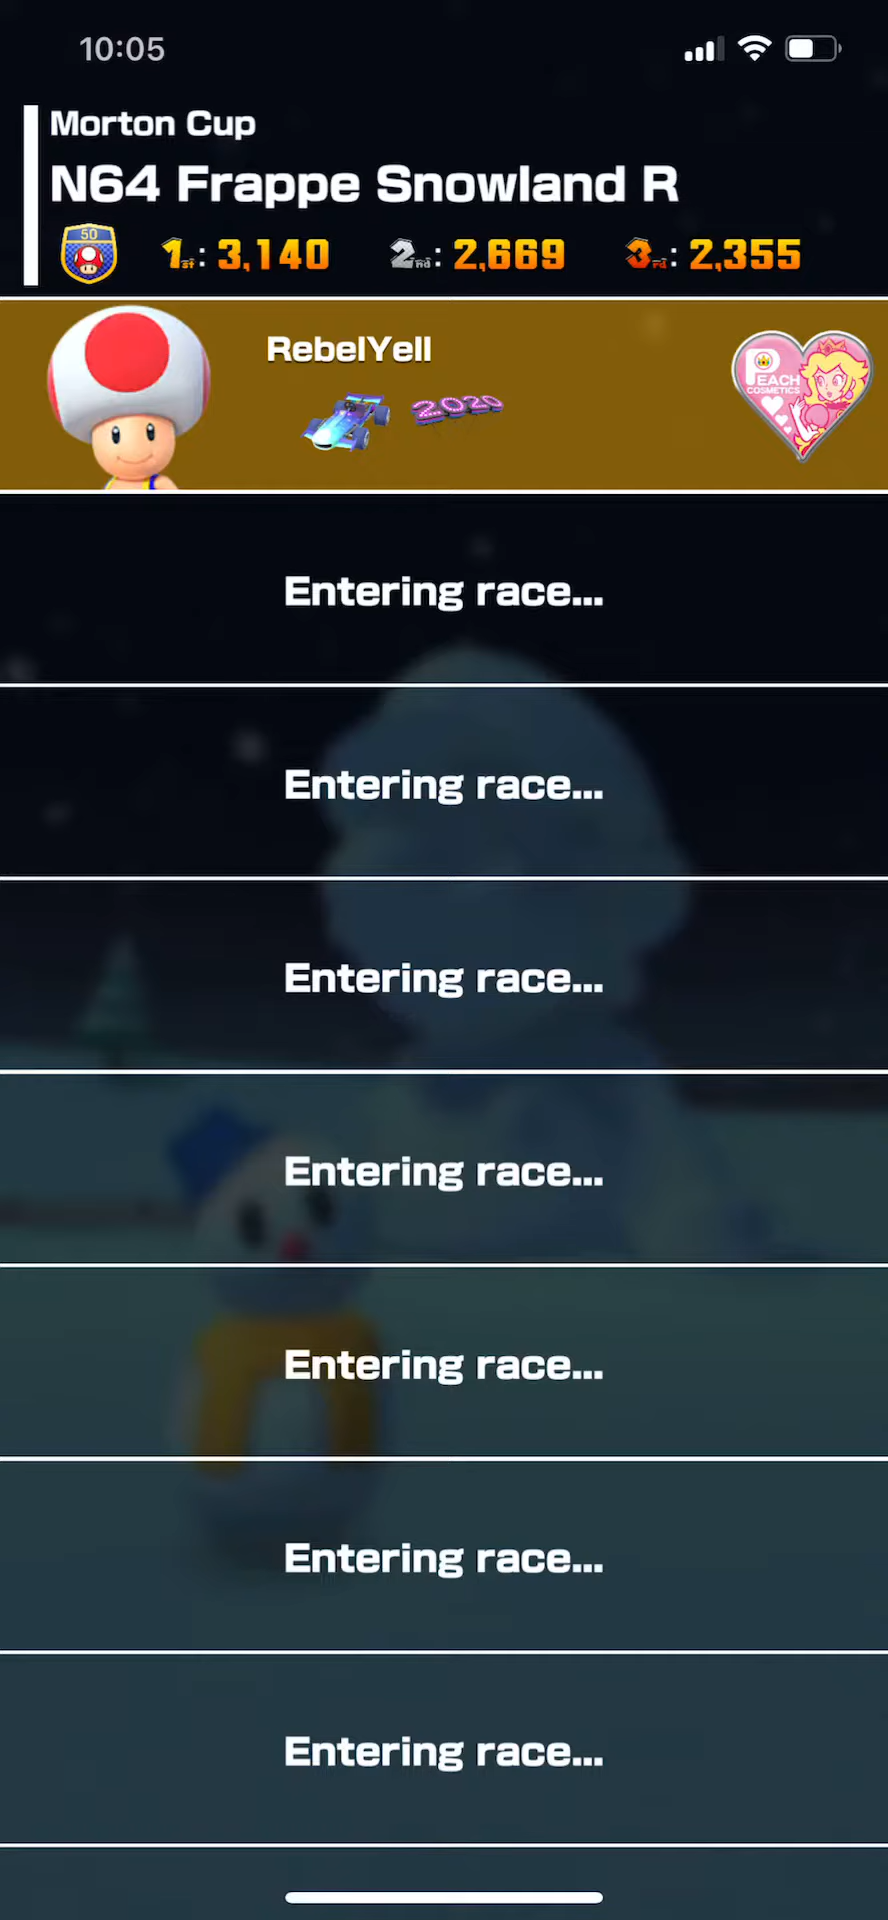 10:05
Morton Cup
N64 Frappe Snowland R
50
1st: 3,140 2nd: 2,669 3rd: 2,355
RebelYell
2020
PEACH
COSMETICS
Entering race...
Entering race...
Entering race...
Entering race...
Entering race...
Entering race...
Entering race...